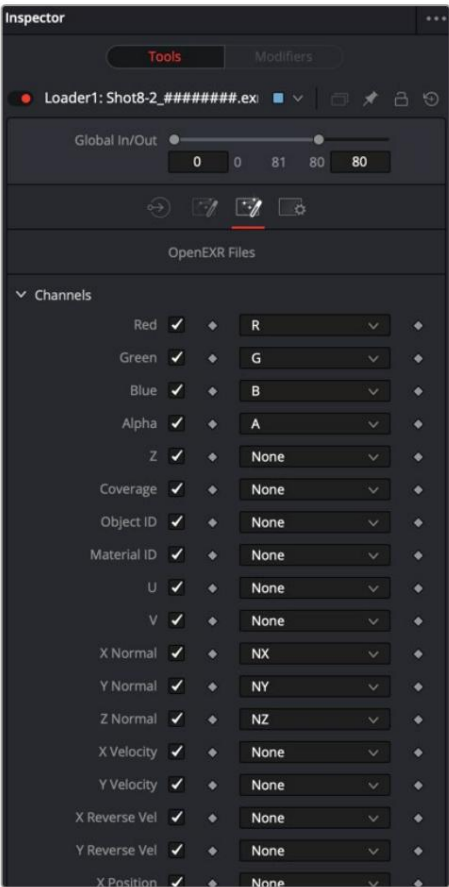 Inspector
Tools Modifiers
Loader1: Shot8-2_########.ex
Global In/Out
0 0 81 80 80
OpenEXR Files
Channels
Red R
Green G
Blue B
Alpha A
Z None
Coverage None
Object ID None
Material ID None
U None
V None
X Normal NX
Y Normal NY
Z Normal NZ
X Velocity None
Y Velocity None
X Reverse Vel None
Y Reverse Vel None
X Position None